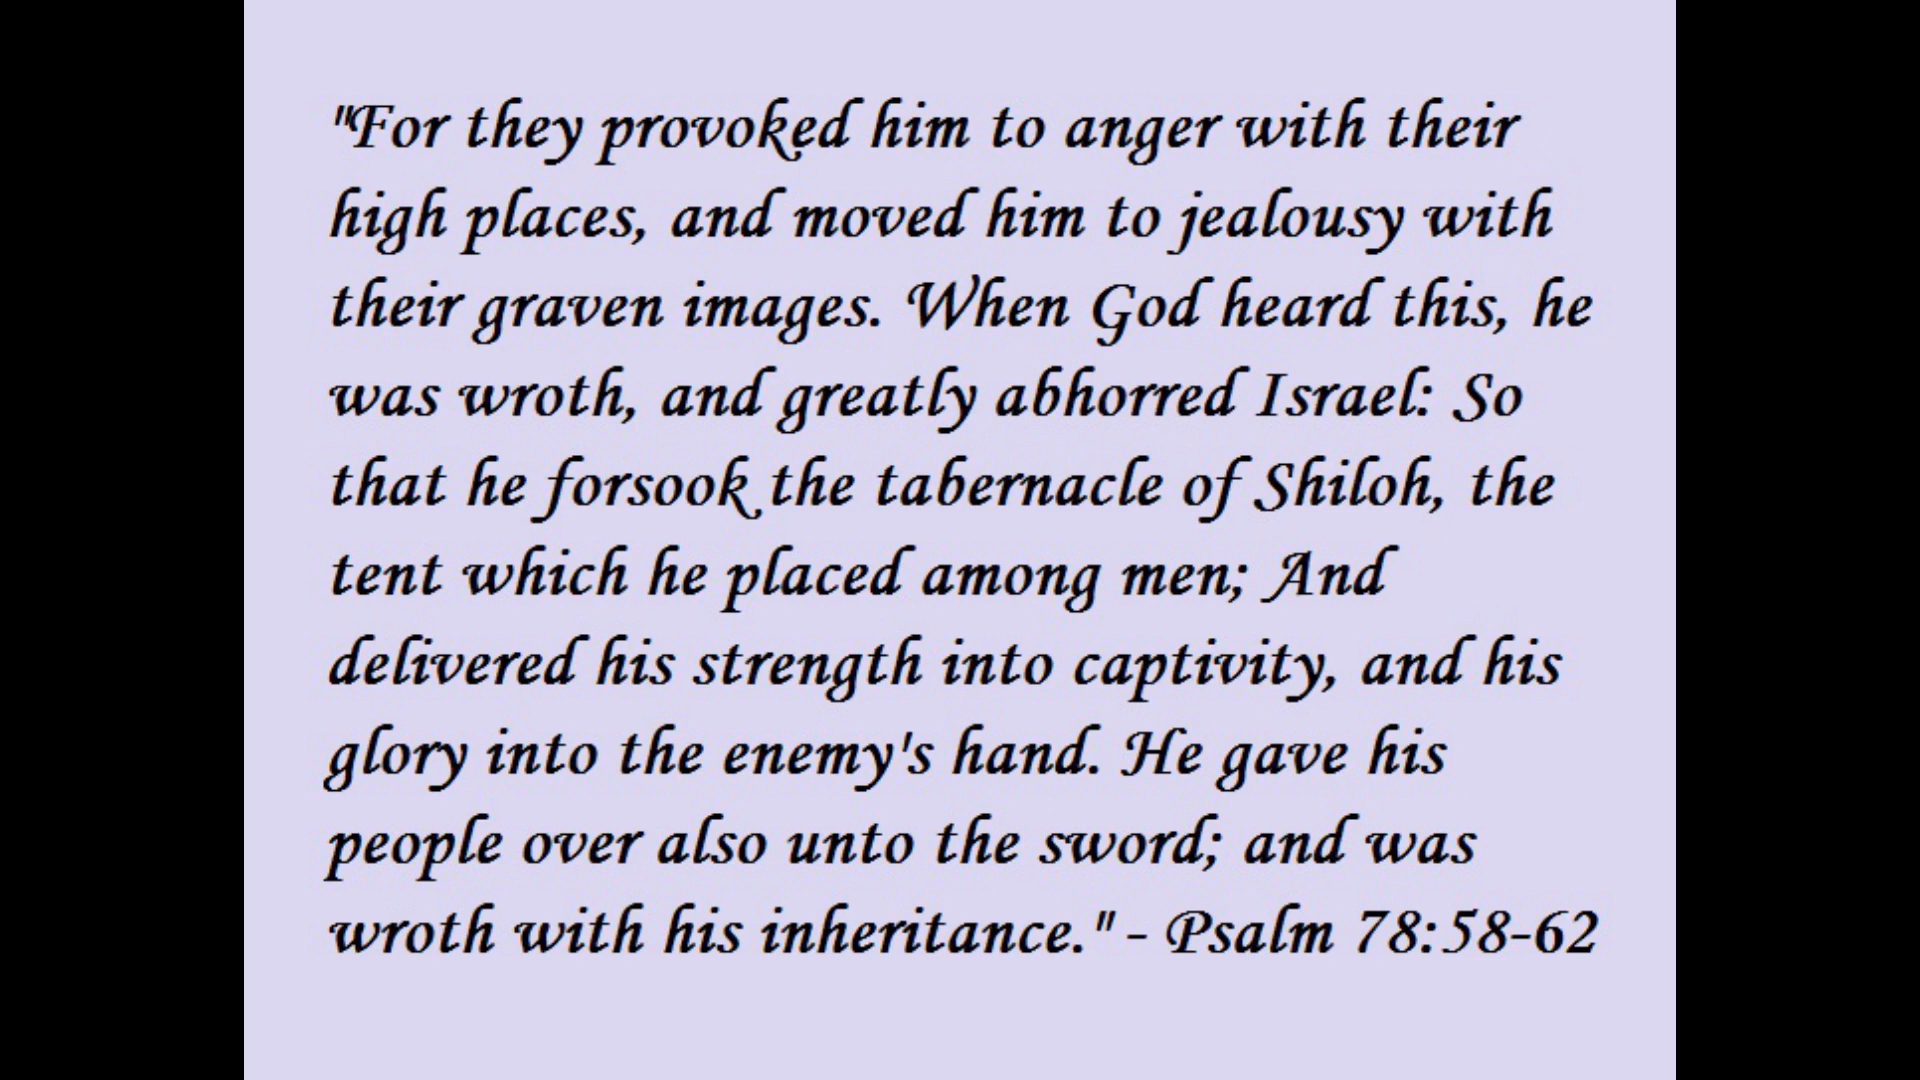 "For they provoked him to anger with their
high places, and moved him to jealousy with
their graven images. When God heard this, he
was wroth, and greatly abhorred Israel: So
that he forsook the tabernacle of Shiloh, the
tent which he placed among men; And
delivered his strength into captivity, and his
glory into the enemy's hand. He gave his
people over also unto the sword; and was
wroth with his inheritance." - Psalm 78:58-62